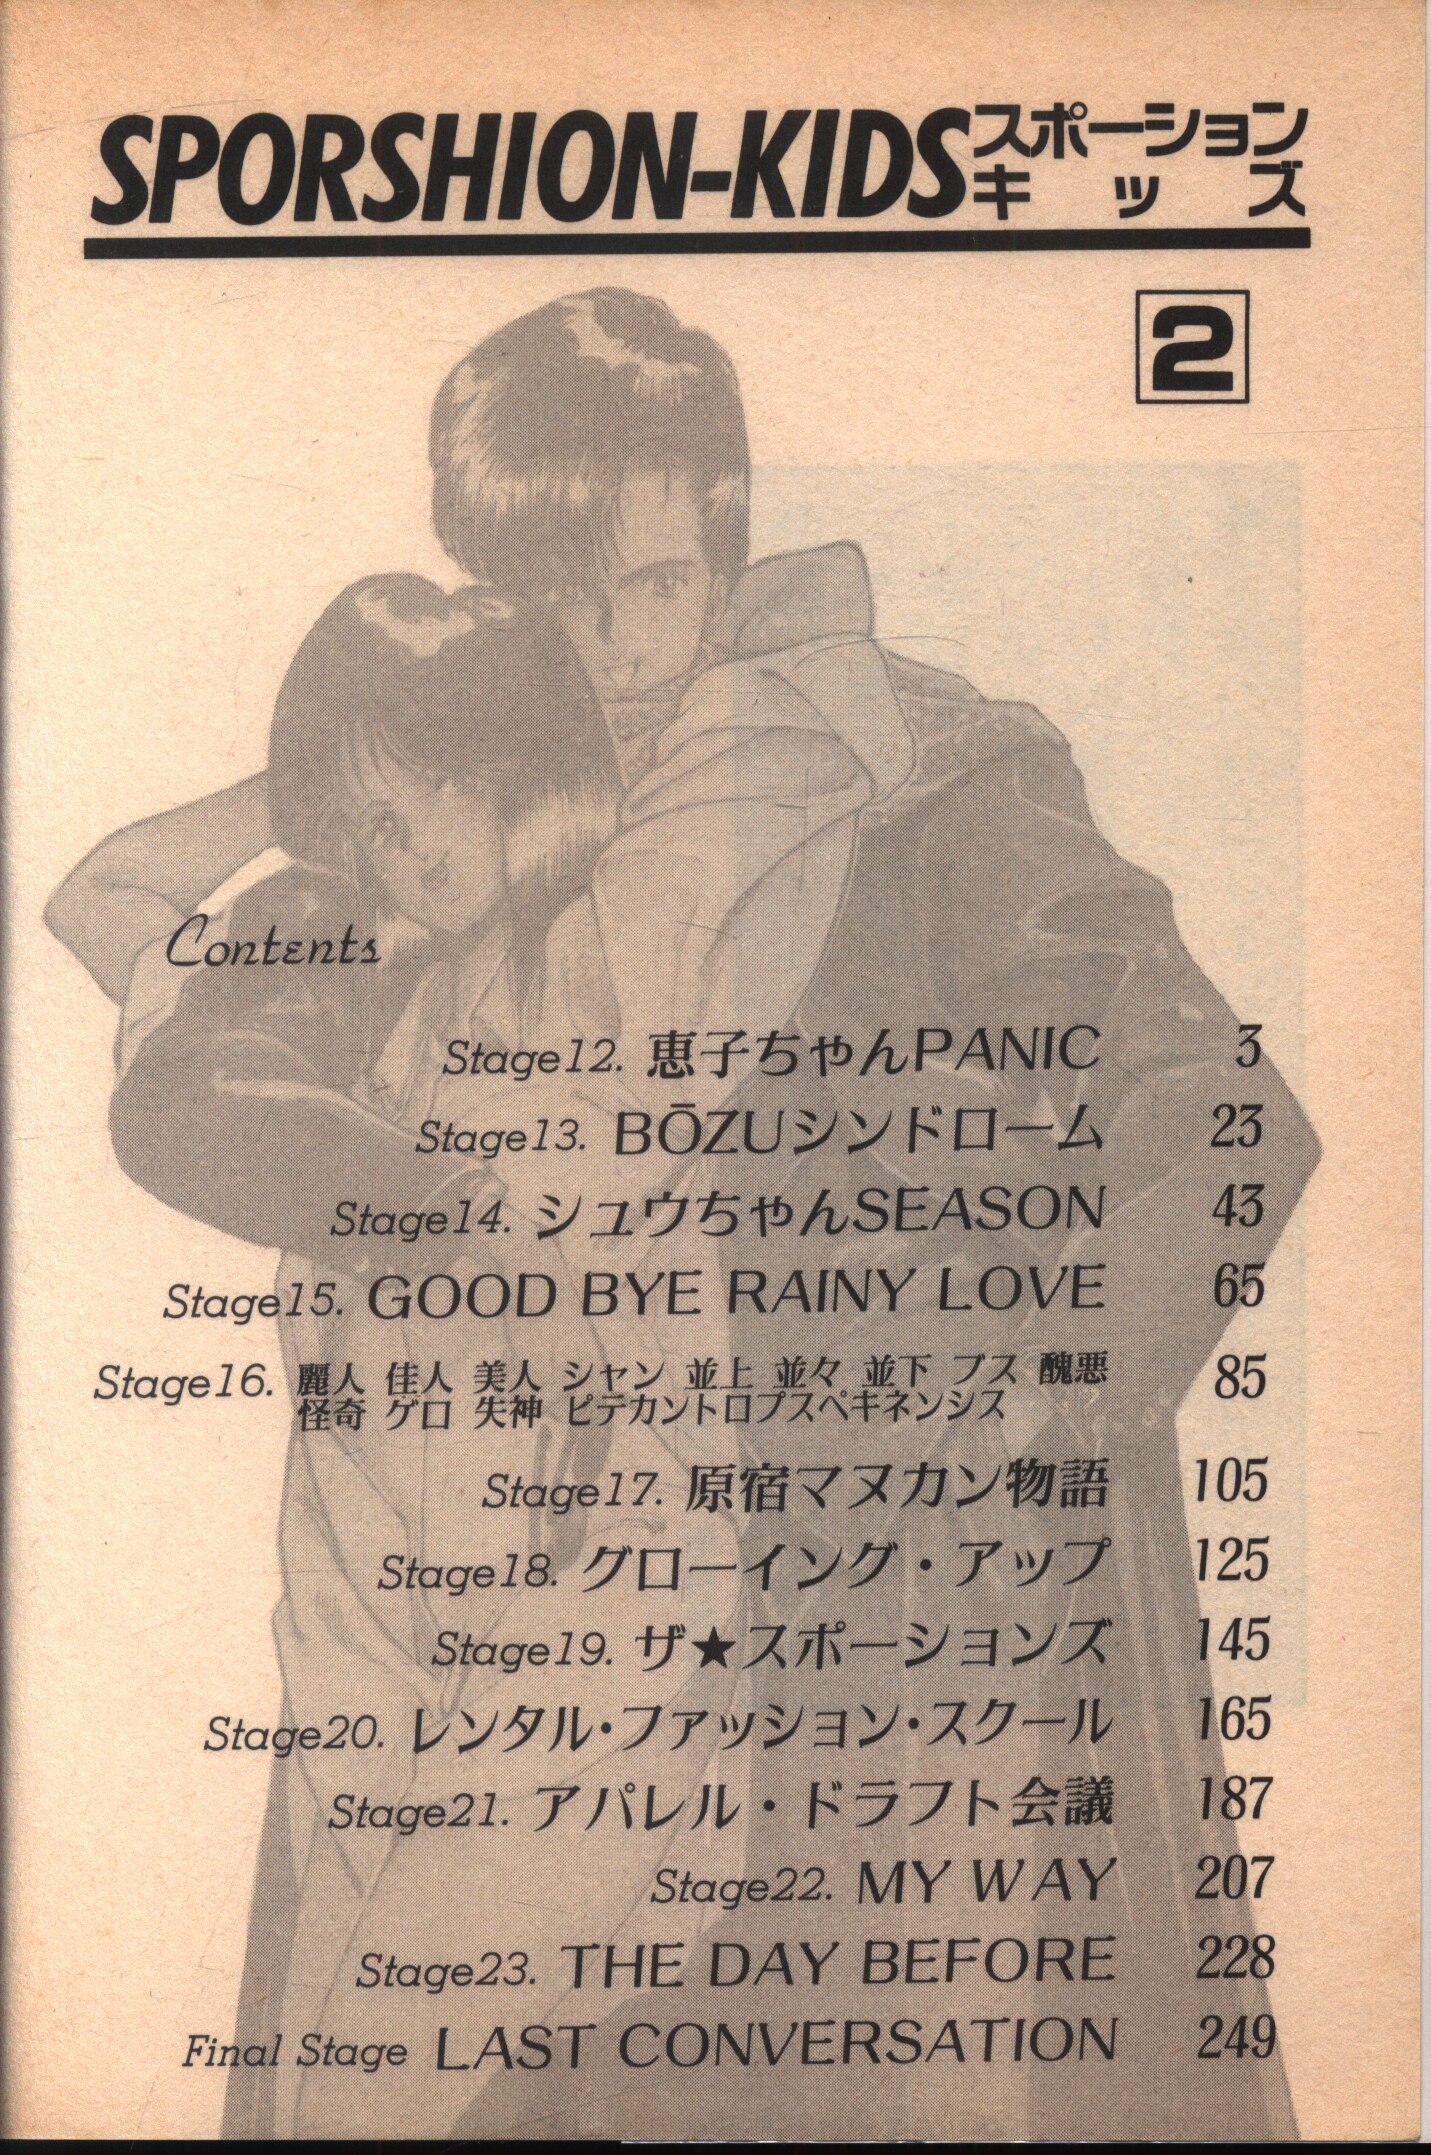 SPORSHION-KIDS スポーション
キッズ
2
Contents
Stage12. 恵子ちゃんPANIC 3
Stage13. BŌZUシンドローム 23
Stage14. シュウちゃんSEASON 43
Stage15. GOOD BYE RAINY LOVE 65
Stage16. 麗人 佳人 美人 シャン 並上 並々 並下 ブス 醜悪 85
怪奇 ゲロ 失神 ピテカントロプスペキネンシス
Stage17. 原宿マヌカン物語 105
Stage18. グローイング・アップ 125
Stage19. ザ★スポーションズ 145
Stage20. レンタル・ファッション・スクール 165
Stage21. アパレル・ドラフト会議 187
Stage22. MY WAY 207
Stage23. THE DAY BEFORE 228
Final Stage LAST CONVERSATION 249